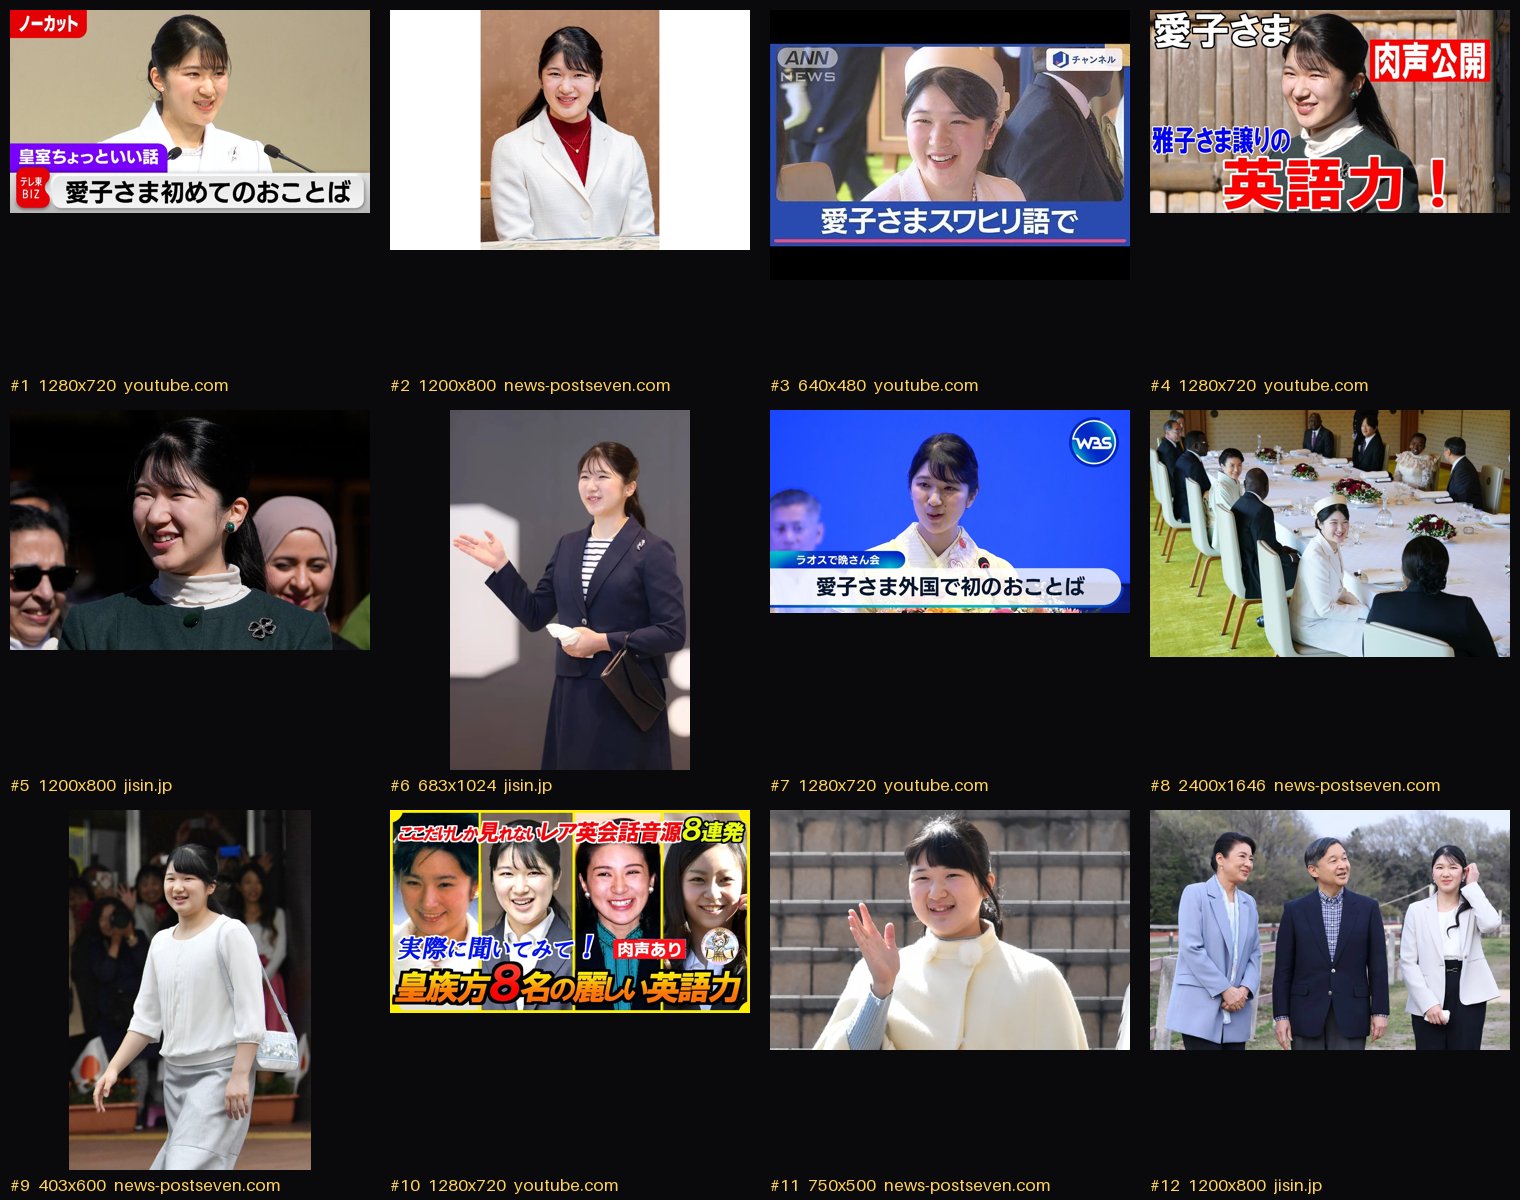 ノーカット
皇室ちょっといい話
テレ東
BIZ
愛子さま初めてのおことば
#1 1280x720 youtube.com
#2 1200x800 news-postseven.com
ANN
NEWS
チャンネル
愛子さまスワヒリ語で
#3 640x480 youtube.com
愛子さま
肉声公開
雅子さま譲りの
英語力!
#4 1280x720 youtube.com
#5 1200x800 jisin.jp
#6 683x1024 jisin.jp
WBS
ラオスで晩さん会
愛子さま外国で初のおことば
#7 1280x720 youtube.com
#8 2400x1646 news-postseven.com
#9 403x600 news-postseven.com
ここだけしか見れないレア英会話音源8連発
実際に聞いてみて!
肉声あり
皇族方8名の麗しい英語力
#10 1280x720 youtube.com
#11 750x500 news-postseven.com
#12 1200x800 jisin.jp